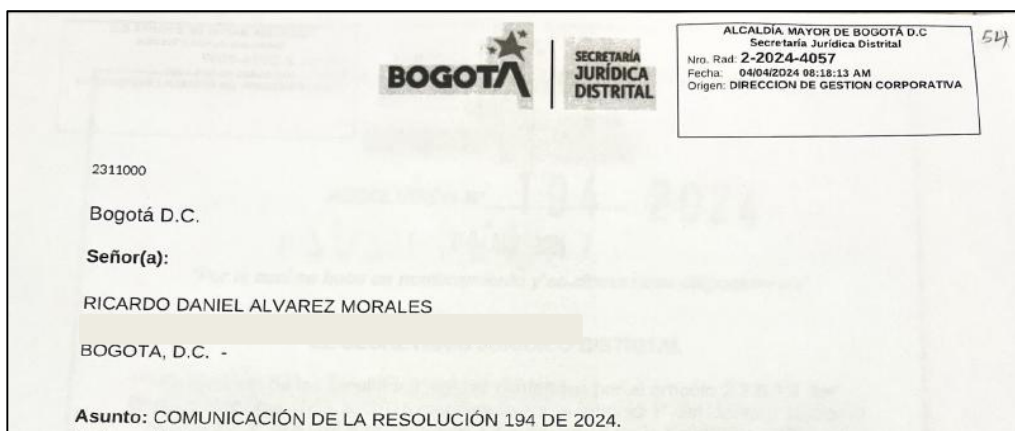 BOGOTÁ
SECRETARÍA
JURÍDICA
DISTRITAL
ALCALDÍA MAYOR DE BOGOTÁ D.C
Secretaría Jurídica Distrital
Nro. Rad: 2-2024-4057
Fecha: 04/04/2024 08:18:13 AM
Origen: DIRECCION DE GESTION CORPORATIVA
54
2311000
Bogotá D.C.
Señor(a):
RICARDO DANIEL ALVAREZ MORALES
BOGOTA, D.C. -
Asunto: COMUNICACIÓN DE LA RESOLUCIÓN 194 DE 2024.